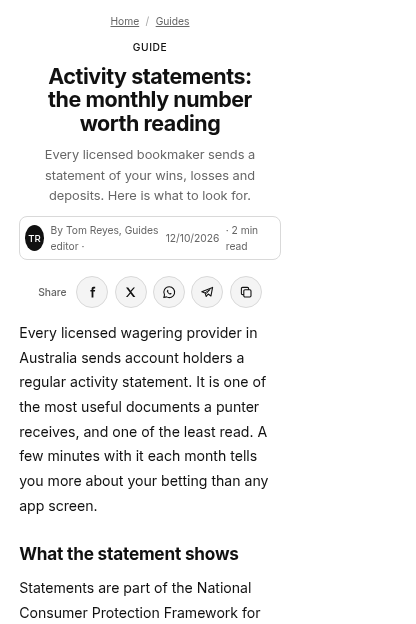 Home / Guides
GUIDE
Activity statements:
the monthly number
worth reading
Every licensed bookmaker sends a
statement of your wins, losses and
deposits. Here is what to look for.
TR By Tom Reyes, Guides editor · 12/10/2026 · 2 min read
Share
Every licensed wagering provider in
Australia sends account holders a
regular activity statement. It is one of
the most useful documents a punter
receives, and one of the least read. A
few minutes with it each month tells
you more about your betting than any
app screen.
What the statement shows
Statements are part of the National
Consumer Protection Framework for